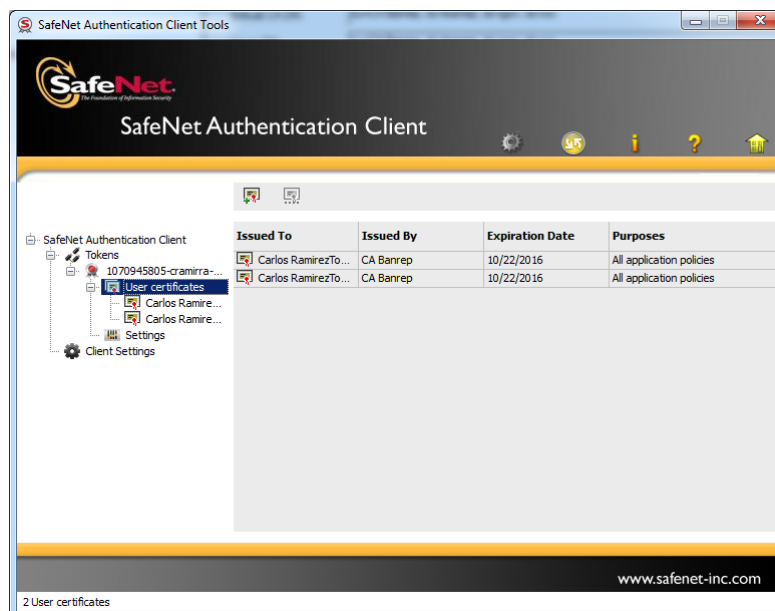 SafeNet Authentication Client Tools
SafeNet.
The Foundation of Information Security
SafeNet Authentication Client
SafeNet Authentication Client
Tokens
1070945805-cramirra-...
User certificates
Carlos Ramire...
Carlos Ramire...
Settings
Client Settings
Issued To Issued By Expiration Date Purposes
Carlos RamirezTo... CA Banrep 10/22/2016 All application policies
Carlos RamirezTo... CA Banrep 10/22/2016 All application policies
www.safenet-inc.com
2 User certificates